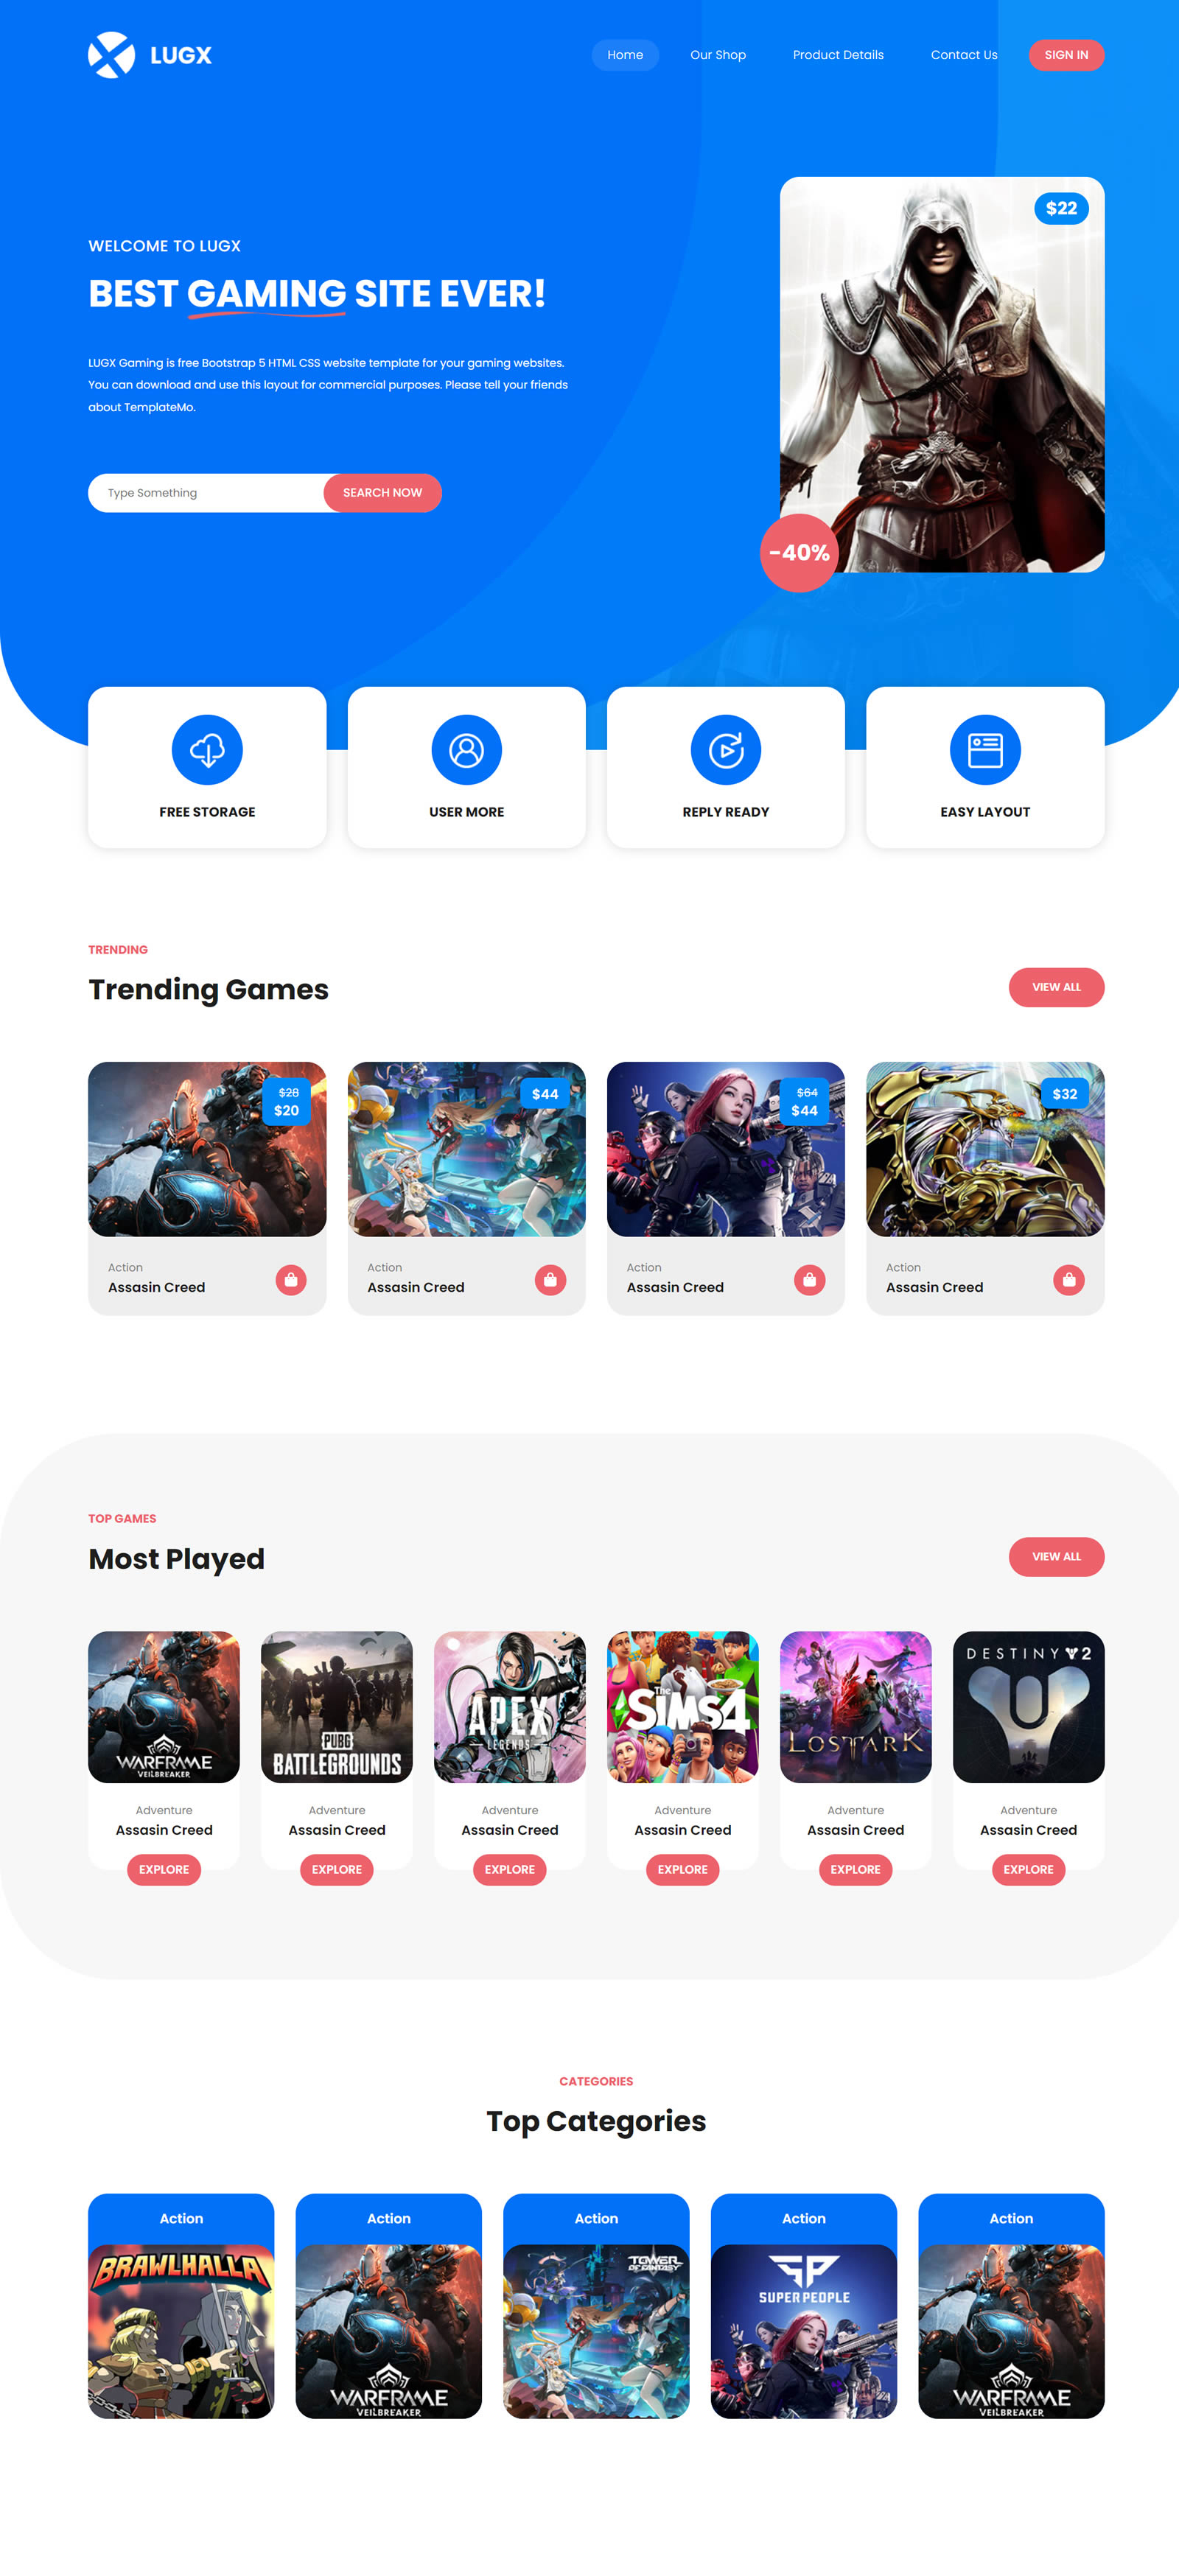 LUGX
Home
Our Shop
Product Details
Contact Us
SIGN IN
$22
WELCOME TO LUGX
BEST GAMING SITE EVER!
LUGX Gaming is free Bootstrap 5 HTML CSS website template for your gaming websites.
You can download and use this layout for commercial purposes. Please tell your friends
about TemplateMo.
Type Something
SEARCH NOW
-40%
FREE STORAGE
USER MORE
REPLY READY
EASY LAYOUT
TRENDING
Trending Games
VIEW ALL
$28
$20
$44
$64
$44
$32
Action
Assasin Creed
Action
Assasin Creed
Action
Assasin Creed
Action
Assasin Creed
TOP GAMES
Most Played
VIEW ALL
WARFRAME
VEILBREAKER
PUBG
BATTLEGROUNDS
APEX
LEGENDS
The
SIMS4
LOST ARK
DESTINY 2
Adventure
Assasin Creed
EXPLORE
Adventure
Assasin Creed
EXPLORE
Adventure
Assasin Creed
EXPLORE
Adventure
Assasin Creed
EXPLORE
Adventure
Assasin Creed
EXPLORE
Adventure
Assasin Creed
EXPLORE
CATEGORIES
Top Categories
Action
BRAWLHALLA
Action
WARFRAME
VEILBREAKER
Action
TOWER
OF FANTASY
Action
SP
SUPER PEOPLE
Action
WARFRAME
VEILBREAKER